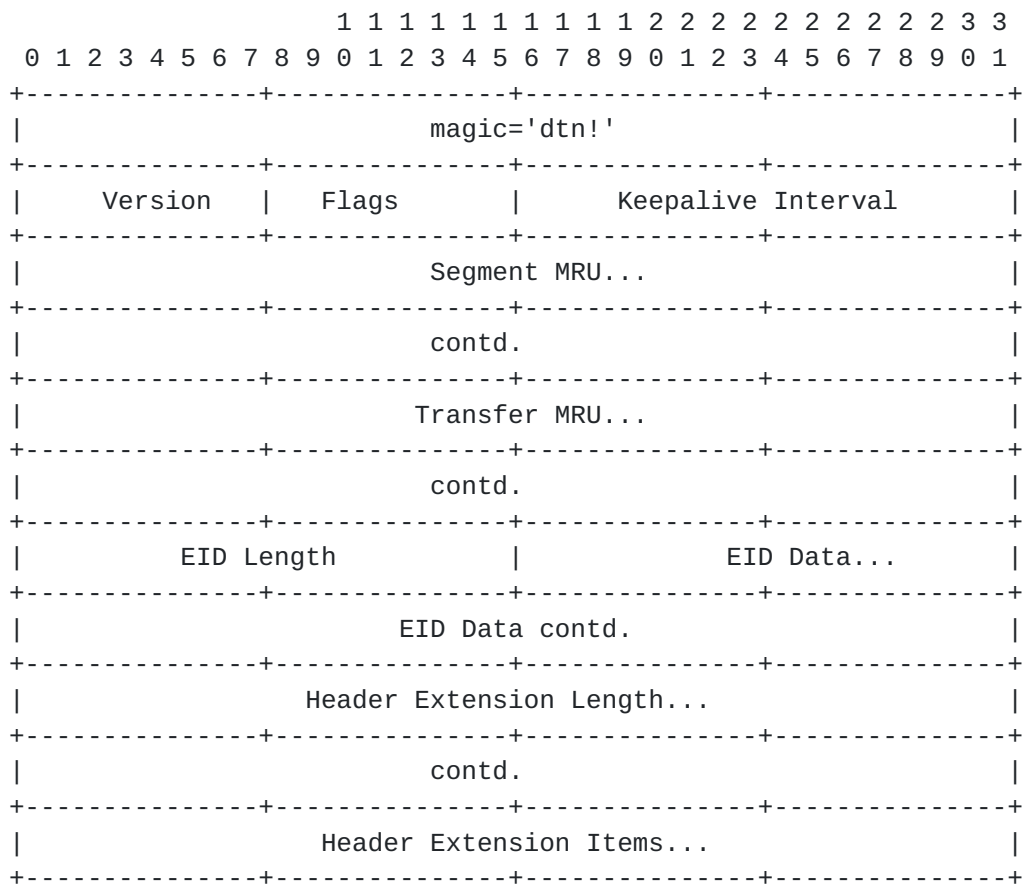 1 1 1 1 1 1 1 1 1 1 2 2 2 2 2 2 2 2 2 2 3 3
 0 1 2 3 4 5 6 7 8 9 0 1 2 3 4 5 6 7 8 9 0 1 2 3 4 5 6 7 8 9 0 1
+---------------+---------------+---------------+---------------+
|                          magic='dtn!'                         |
+---------------+---------------+---------------+---------------+
|     Version   |   Flags       |      Keepalive Interval       |
+---------------+---------------+---------------+---------------+
|                          Segment MRU...                       |
+---------------+---------------+---------------+---------------+
|                          contd.                               |
+---------------+---------------+---------------+---------------+
|                         Transfer MRU...                       |
+---------------+---------------+---------------+---------------+
|                          contd.                               |
+---------------+---------------+---------------+---------------+
|          EID Length           |             EID Data...       |
+---------------+---------------+---------------+---------------+
|                        EID Data contd.                        |
+---------------+---------------+---------------+---------------+
|                  Header Extension Length...                   |
+---------------+---------------+---------------+---------------+
|                          contd.                               |
+---------------+---------------+---------------+---------------+
|                   Header Extension Items...                   |
+---------------+---------------+---------------+---------------+